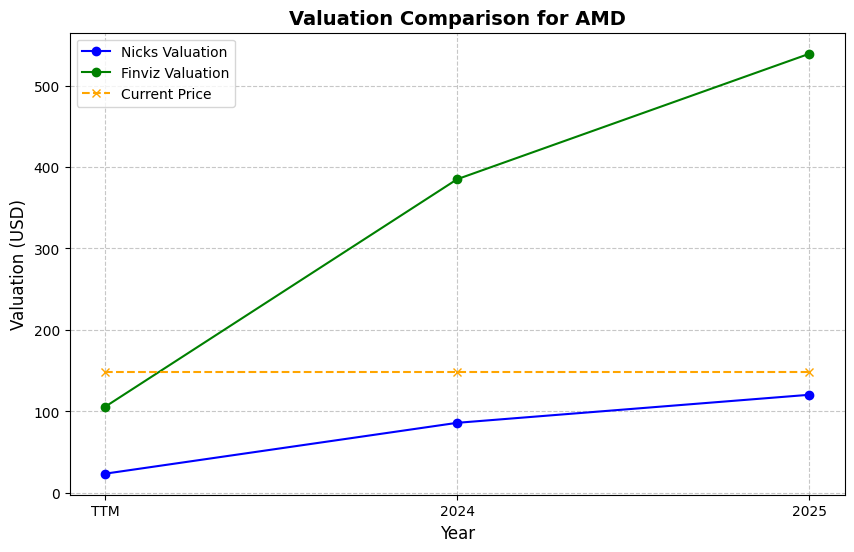 Valuation Comparison for AMD
Nicks Valuation
Finviz Valuation
Current Price
Valuation (USD)
500
400
300
200
100
0
TTM
2024
2025
Year